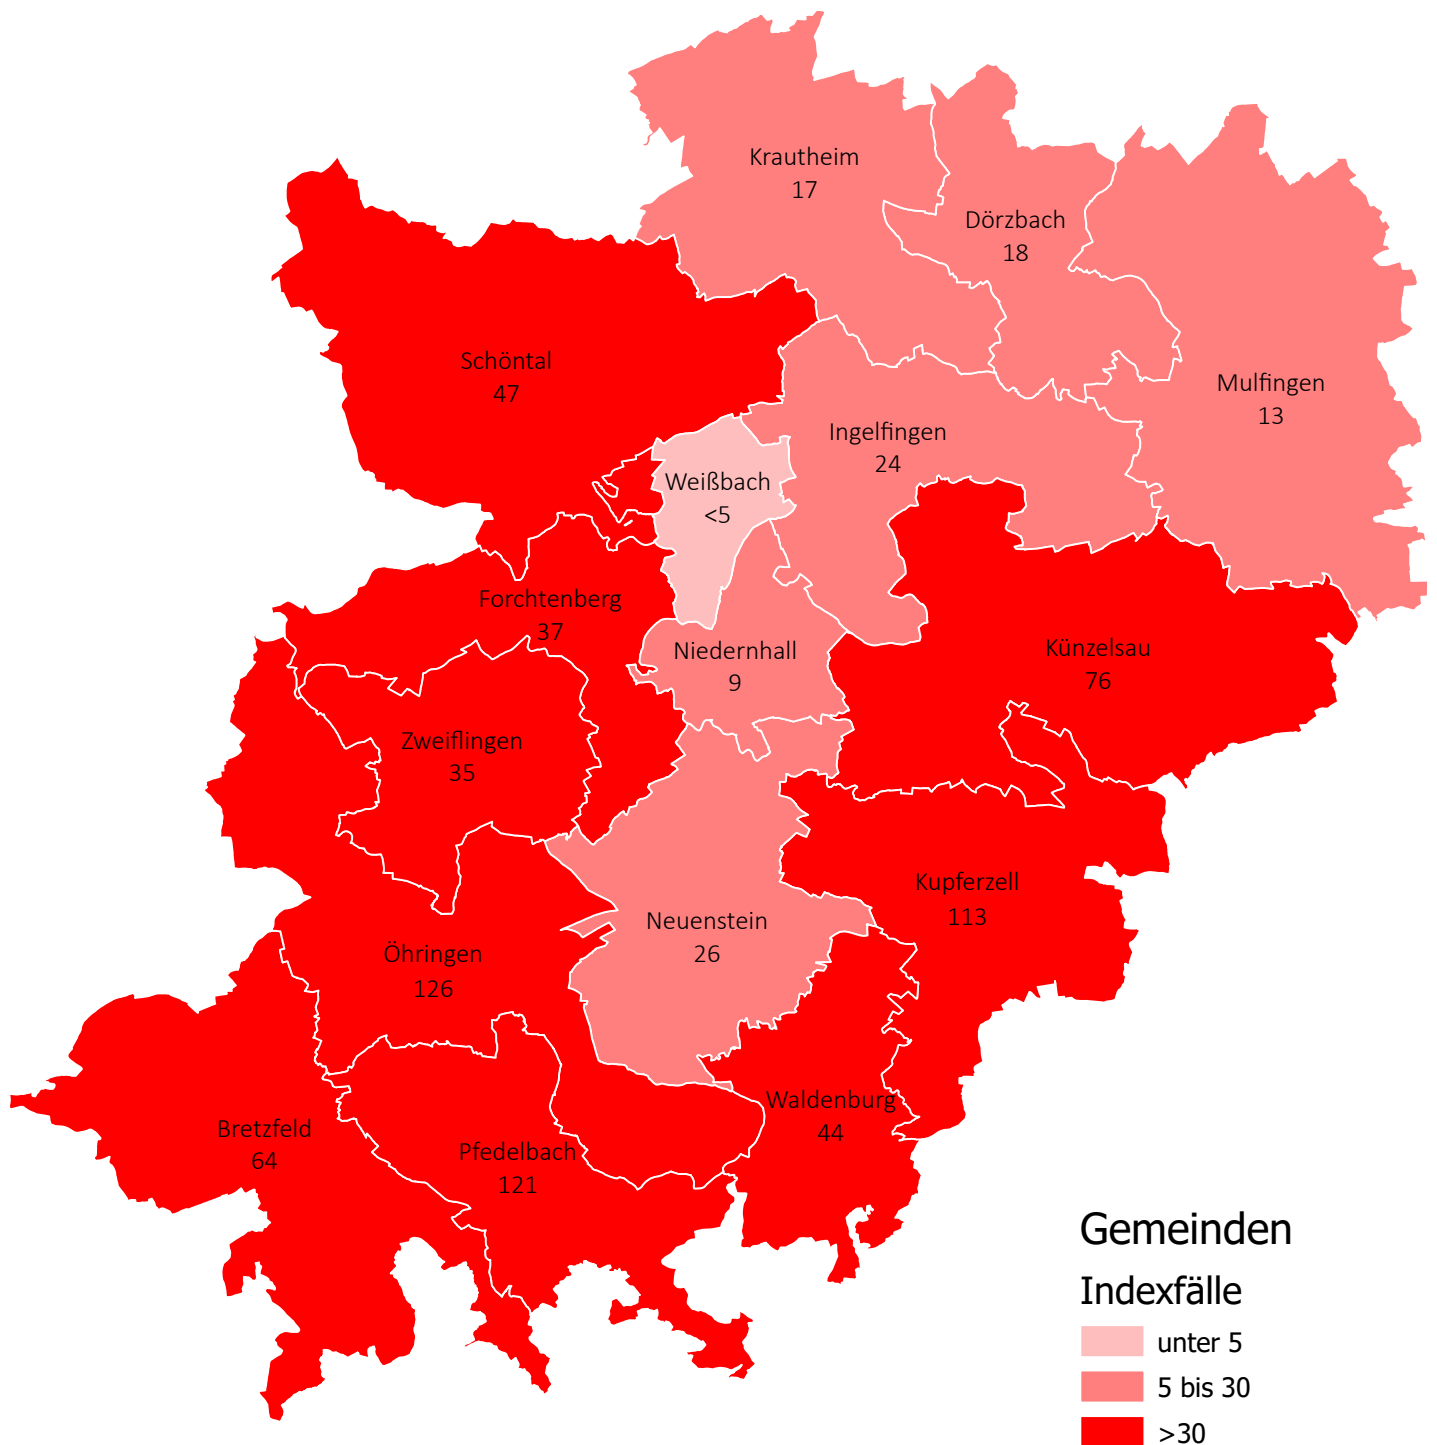 Krautheim
17
Dörzbach
18
Schöntal
47
Mulfingen
13
Ingelfingen
24
Weißbach
<5
Forchtenberg
37
Niedernhall
9
Künzelsau
76
Zweiflingen
35
Kupferzell
113
Neuenstein
26
Öhringen
126
Waldenburg
44
Bretzfeld
64
Pfedelbach
121
Gemeinden
Indexfälle
unter 5
5 bis 30
>30